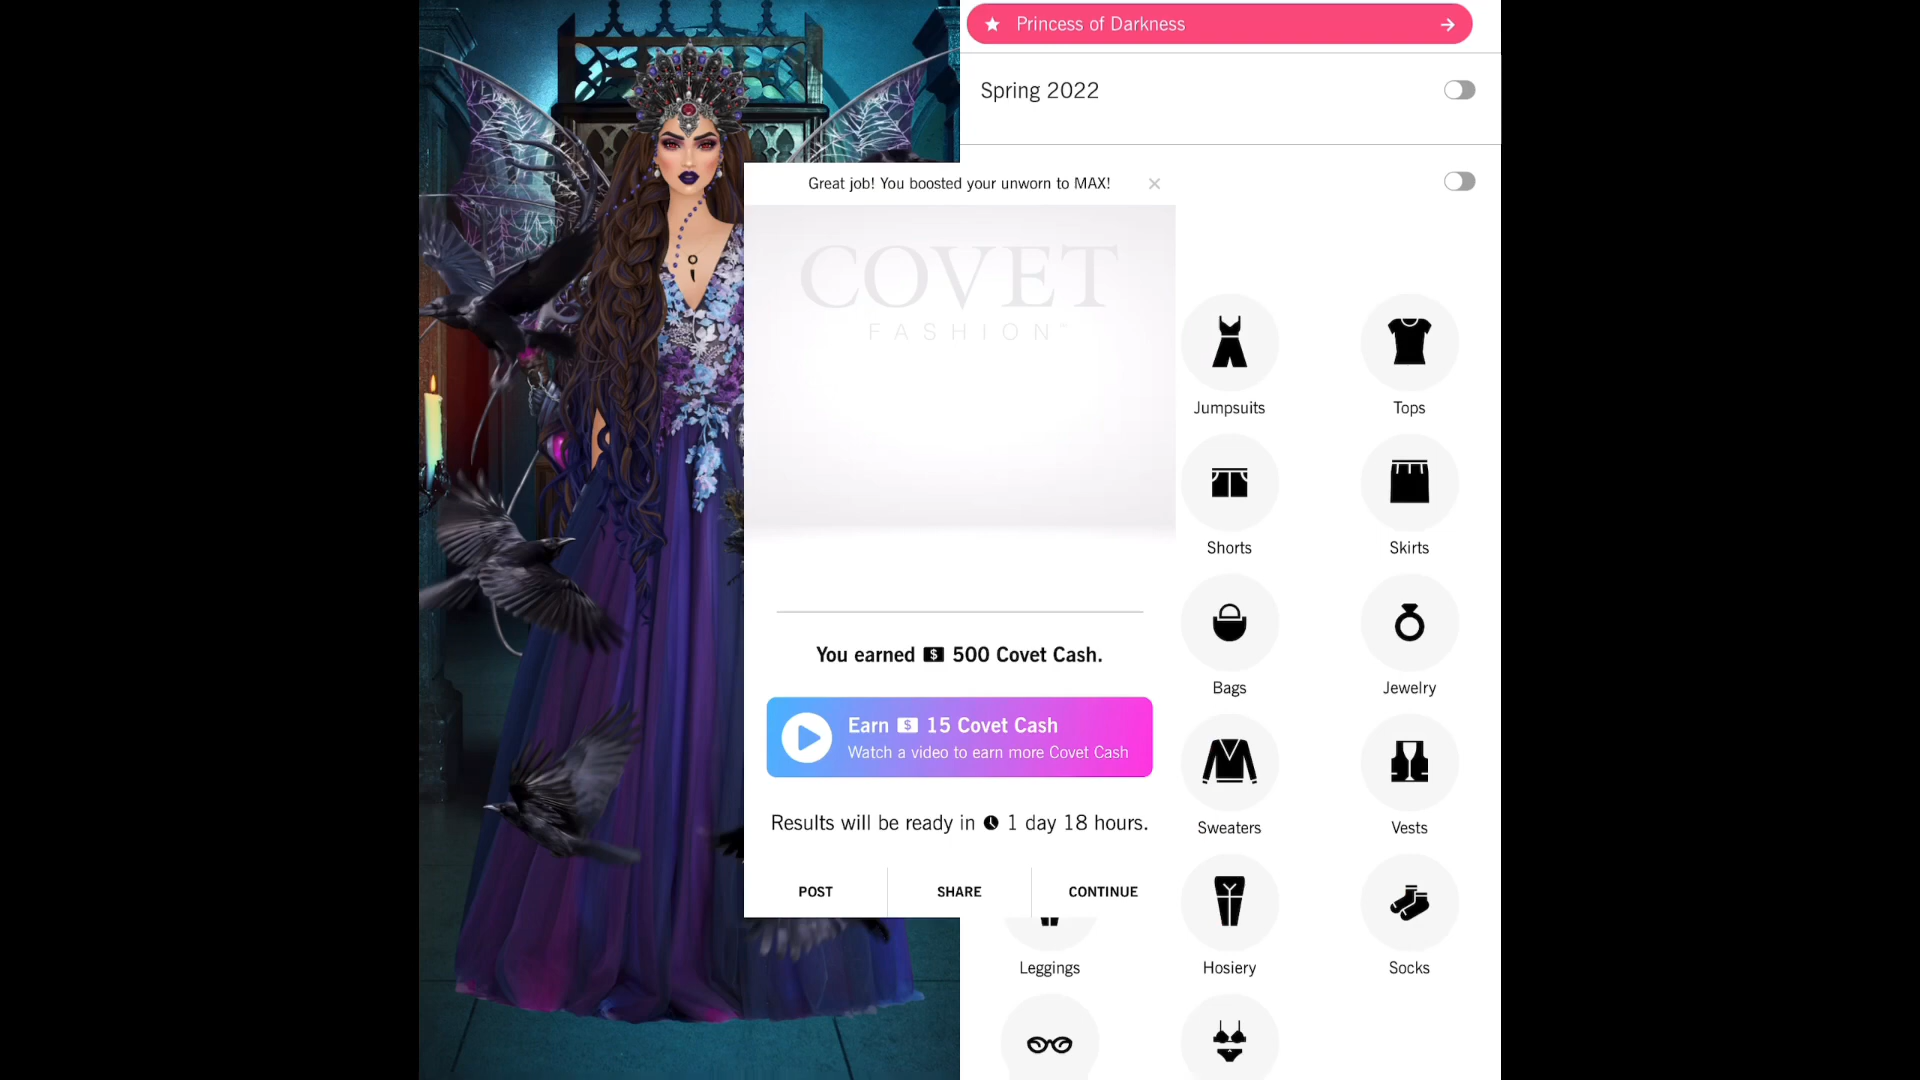 Princess of Darkness
Spring 2022
Great job! You boosted your unworn to MAX!
COVET
FASHION™
You earned $ 500 Covet Cash.
Earn $ 15 Covet Cash
Watch a video to earn more Covet Cash
Results will be ready in 1 day 18 hours.
POST
SHARE
CONTINUE
Jumpsuits
Tops
Shorts
Skirts
Bags
Jewelry
Sweaters
Vests
Leggings
Hosiery
Socks